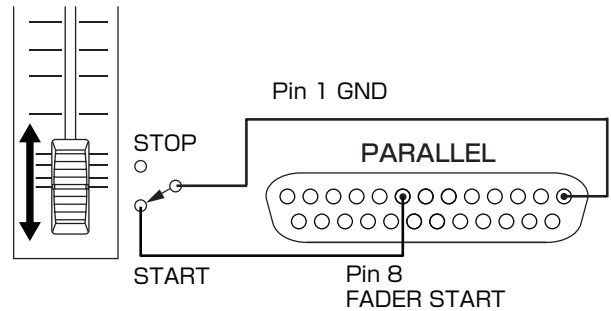 Pin 1 GND
STOP
PARALLEL
START
Pin 8
FADER START